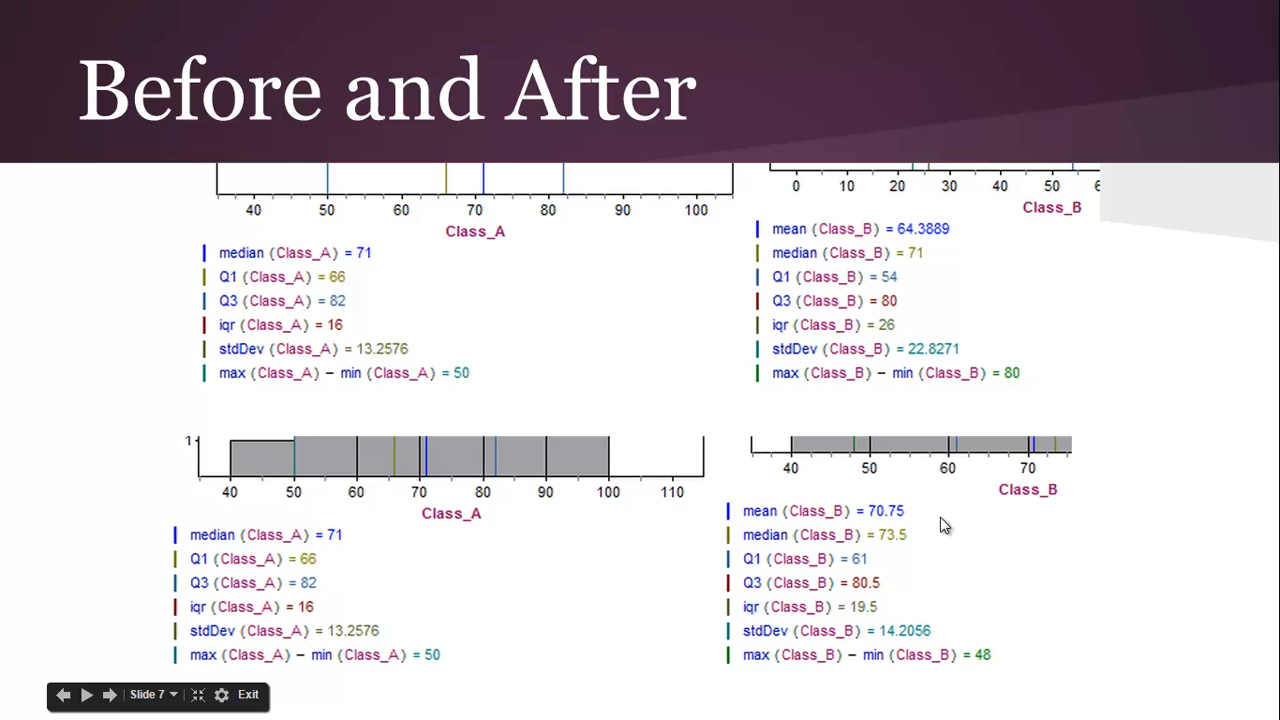 Before and After
40 50 60 70 80 90 100
Class_A
median (Class_A) = 71
Q1 (Class_A) = 66
Q3 (Class_A) = 82
iqr (Class_A) = 16
stdDev (Class_A) = 13.2576
max (Class_A) – min (Class_A) = 50
0 10 20 30 40 50
Class_B
mean (Class_B) = 64.3889
median (Class_B) = 71
Q1 (Class_B) = 54
Q3 (Class_B) = 80
iqr (Class_B) = 26
stdDev (Class_B) = 22.8271
max (Class_B) – min (Class_B) = 80
1
40 50 60 70 80 90 100 110
Class_A
median (Class_A) = 71
Q1 (Class_A) = 66
Q3 (Class_A) = 82
iqr (Class_A) = 16
stdDev (Class_A) = 13.2576
max (Class_A) – min (Class_A) = 50
40 50 60 70
Class_B
mean (Class_B) = 70.75
median (Class_B) = 73.5
Q1 (Class_B) = 61
Q3 (Class_B) = 80.5
iqr (Class_B) = 19.5
stdDev (Class_B) = 14.2056
max (Class_B) – min (Class_B) = 48
Slide 7 Exit